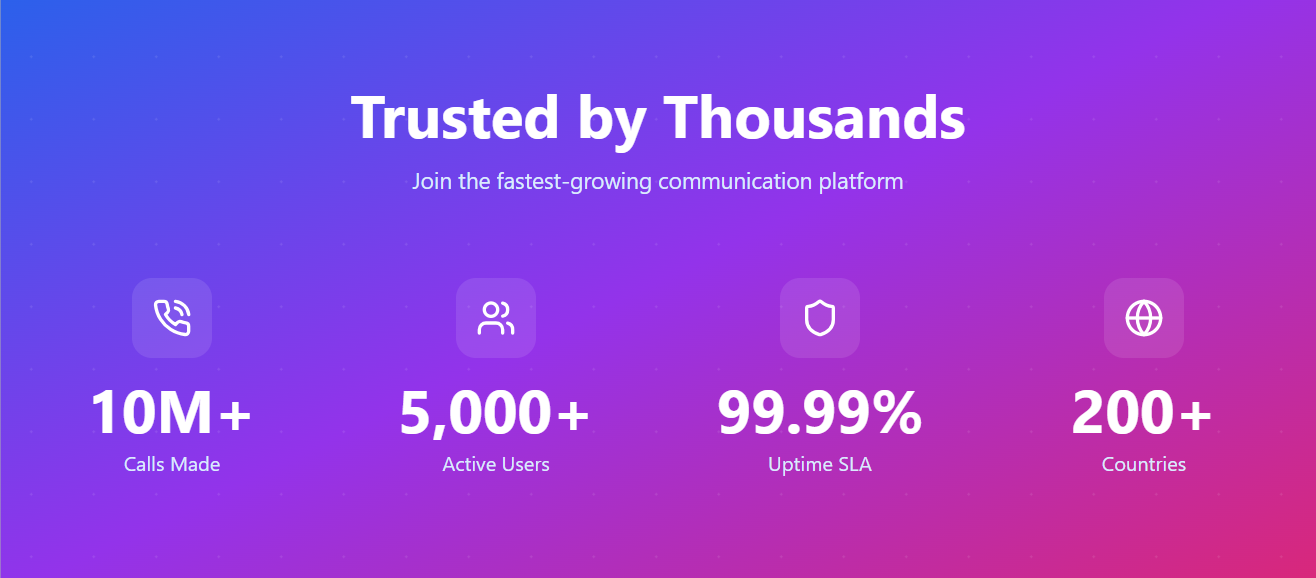 Trusted by Thousands
Join the fastest-growing communication platform
10M+
Calls Made
5,000+
Active Users
99.99%
Uptime SLA
200+
Countries